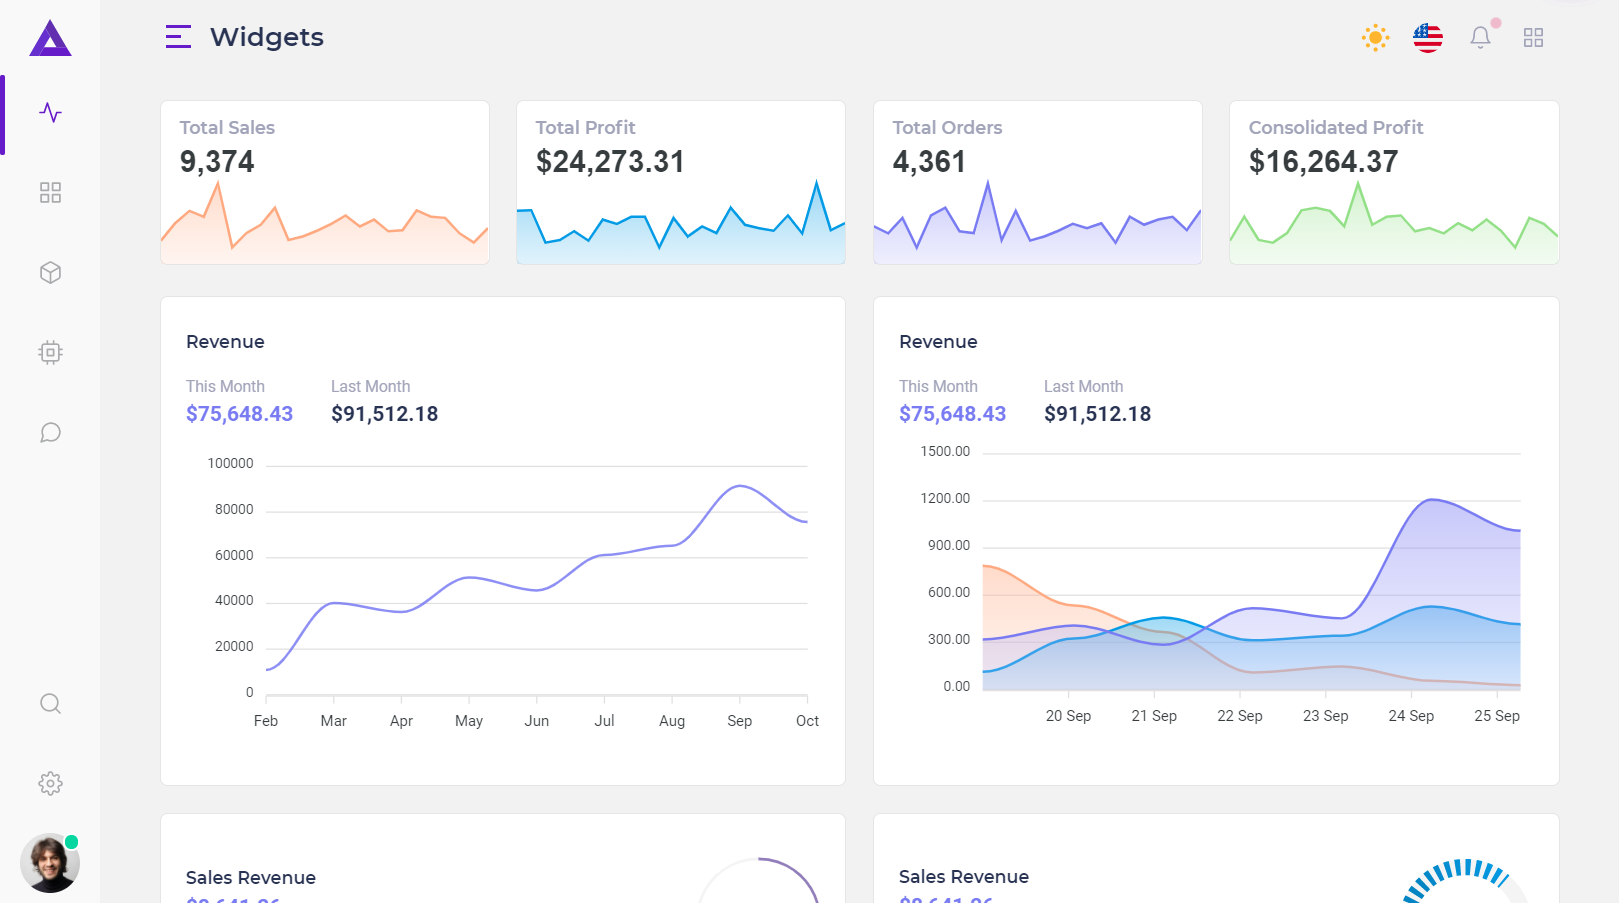 Widgets
Total Sales
9,374
Total Profit
$24,273.31
Total Orders
4,361
Consolidated Profit
$16,264.37
Revenue
This Month
Last Month
$75,648.43
$91,512.18
100000
80000
60000
40000
20000
0
Feb
Mar
Apr
May
Jun
Jul
Aug
Sep
Oct
Revenue
This Month
Last Month
$75,648.43
$91,512.18
1500.00
1200.00
900.00
600.00
300.00
0.00
20 Sep
21 Sep
22 Sep
23 Sep
24 Sep
25 Sep
Sales Revenue
Sales Revenue